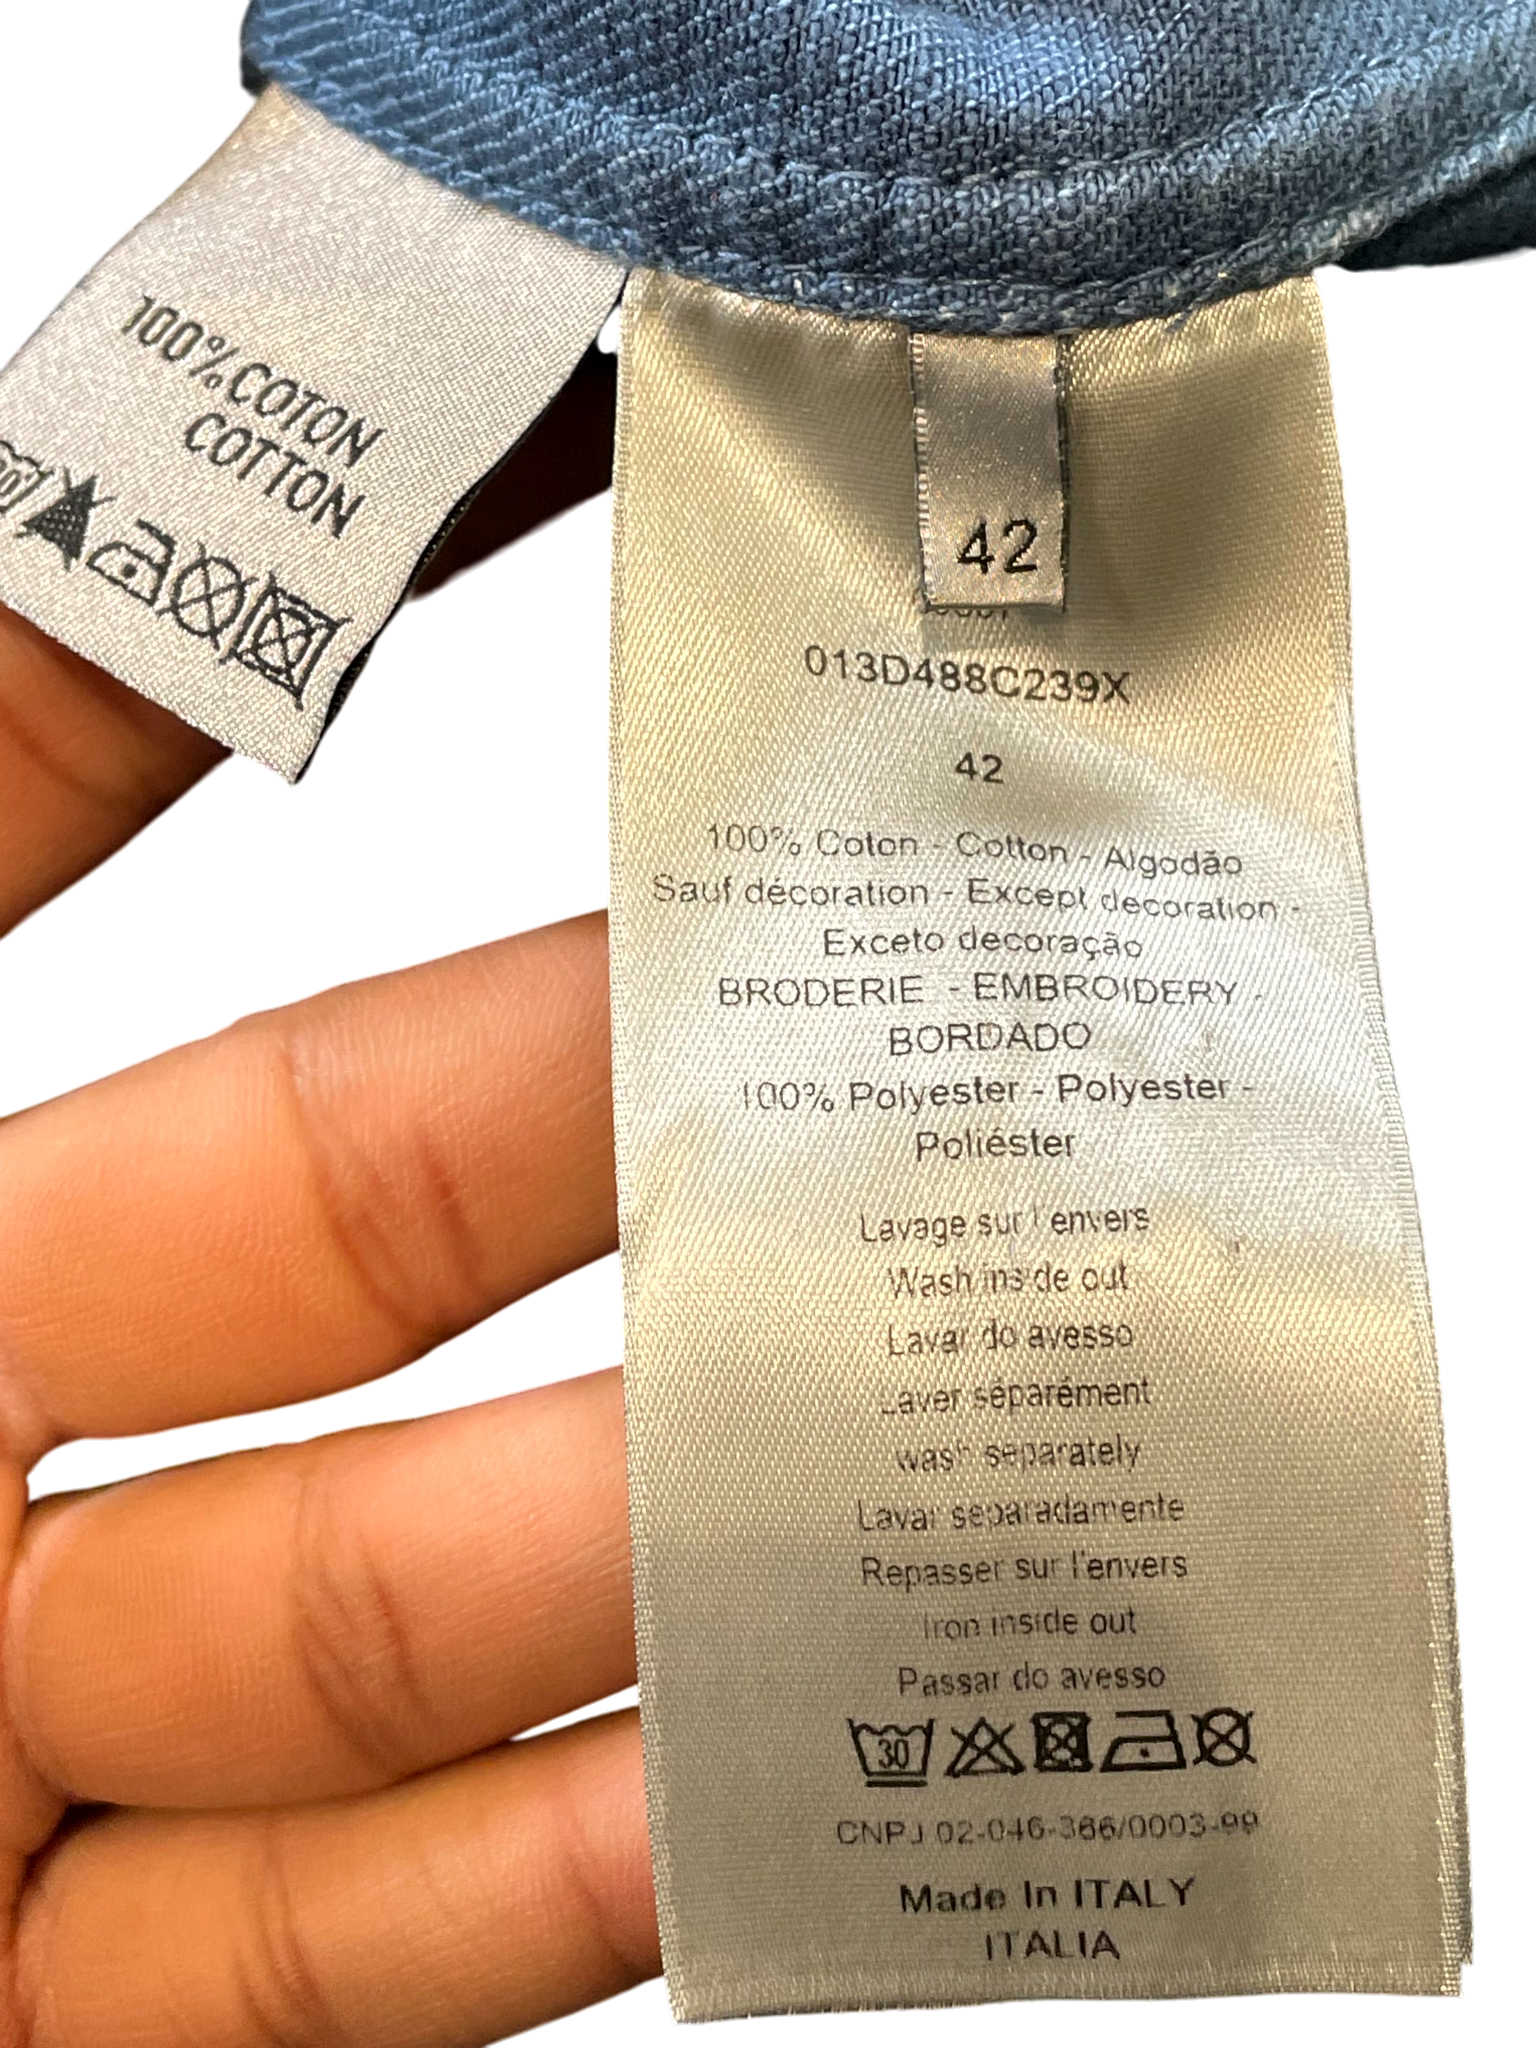 100%COTON
COTTON
42
013D488C239X
42
100% Coton - Cotton - Algodão
Sauf décoration - Except decoration -
Exceto decoração
BRODERIE - EMBROIDERY -
BORDADO
100% Polyester - Polyester -
Poliéster
Lavage sur l'envers
Wash inside out
Lavar do avesso
Laver séparément
wash separately
Lavar separadamente
Repasser sur l'envers
Iron inside out
Passar do avesso
30
CNPJ 02-046-366/0003-99
Made In ITALY
ITALIA